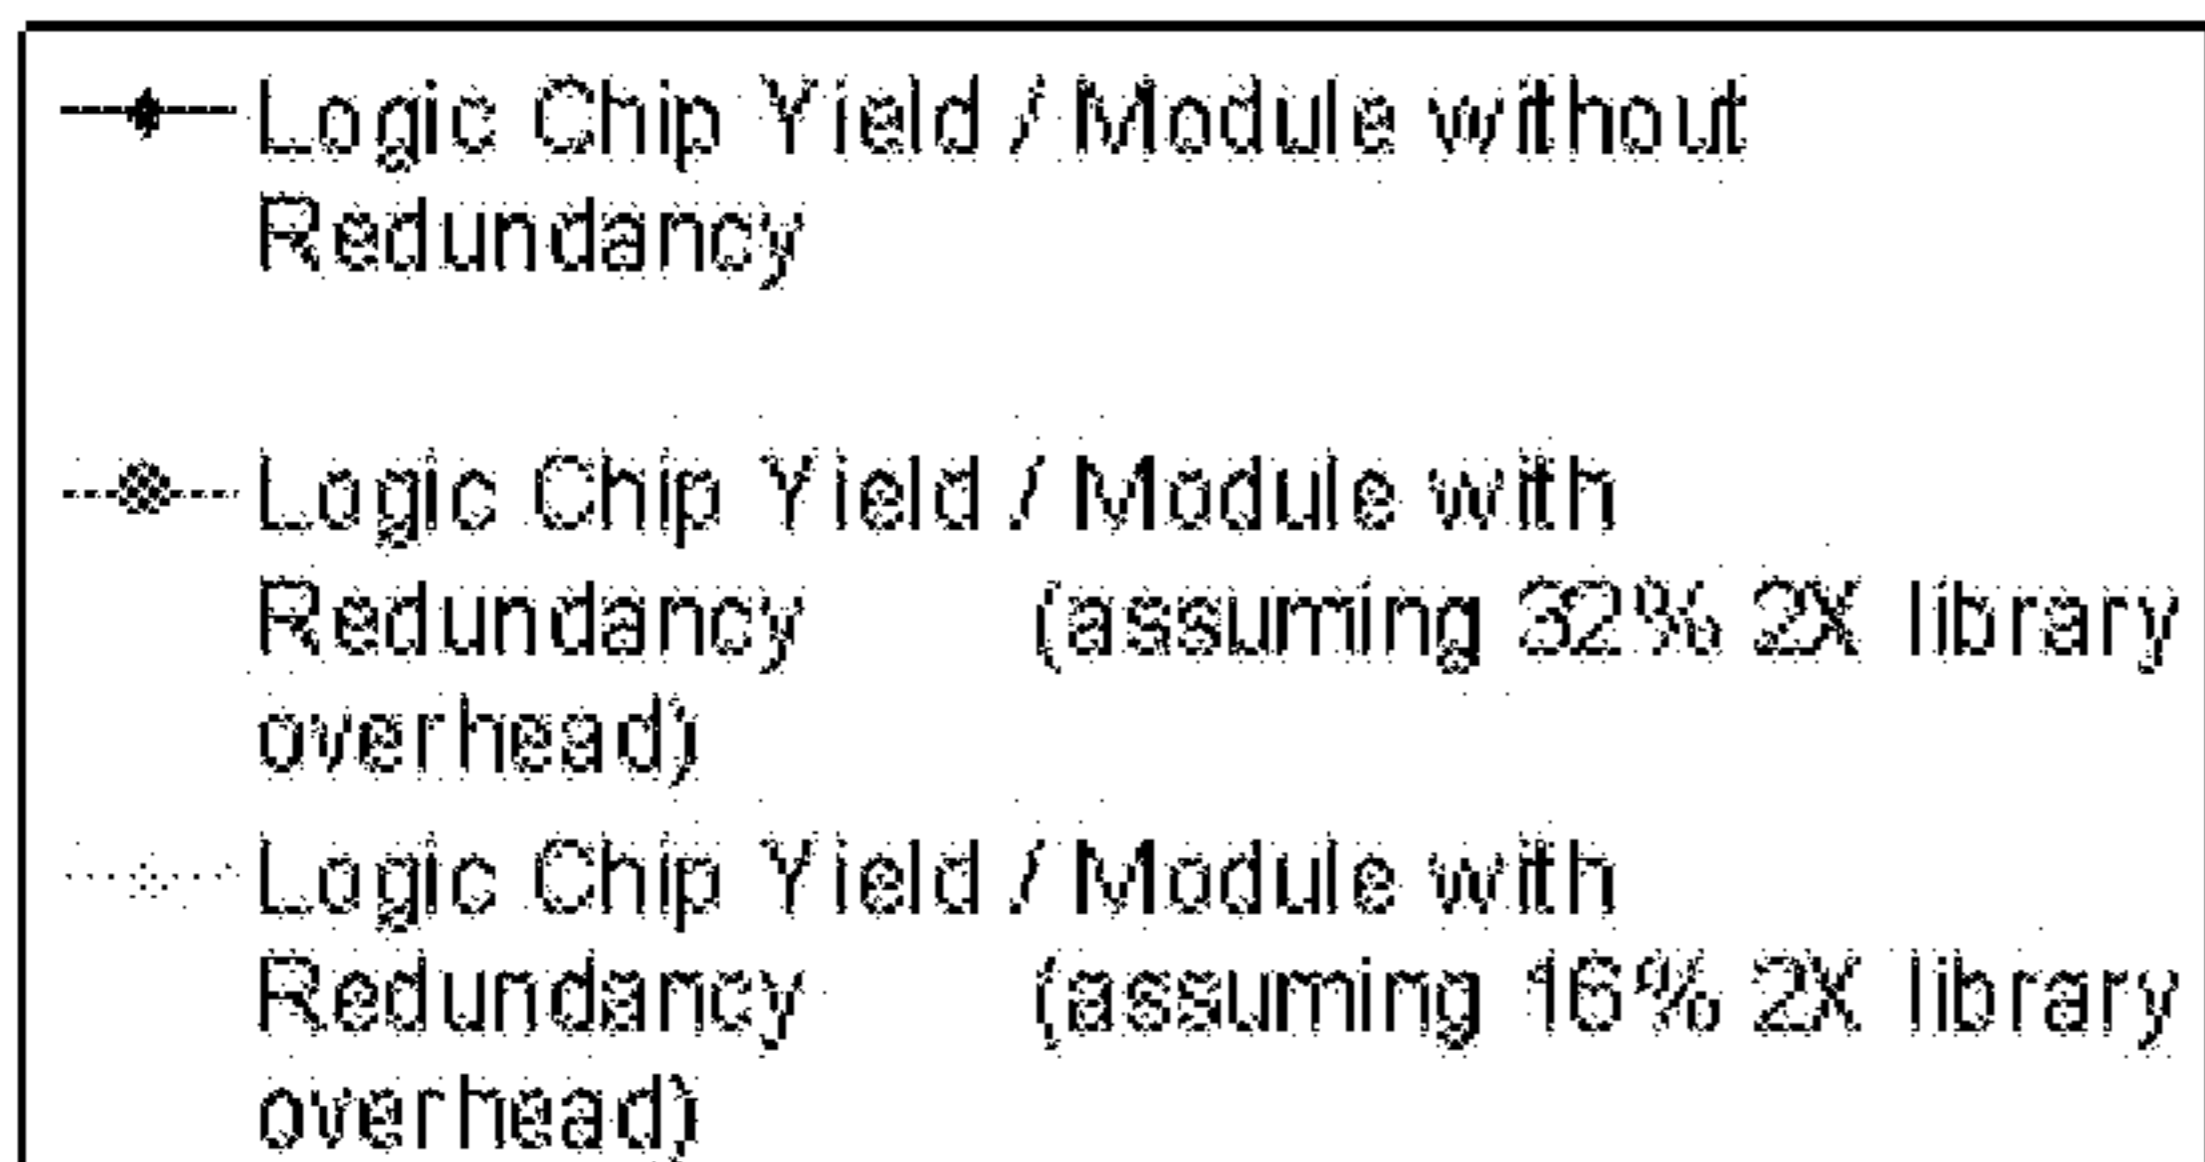 Logic Chip Yield / Module without
Redundancy
Logic Chip Yield / Module with
Redundancy (assuming 32% 2X library
overhead)
Logic Chip Yield / Module with
Redundancy (assuming 16% 2X library
overhead)